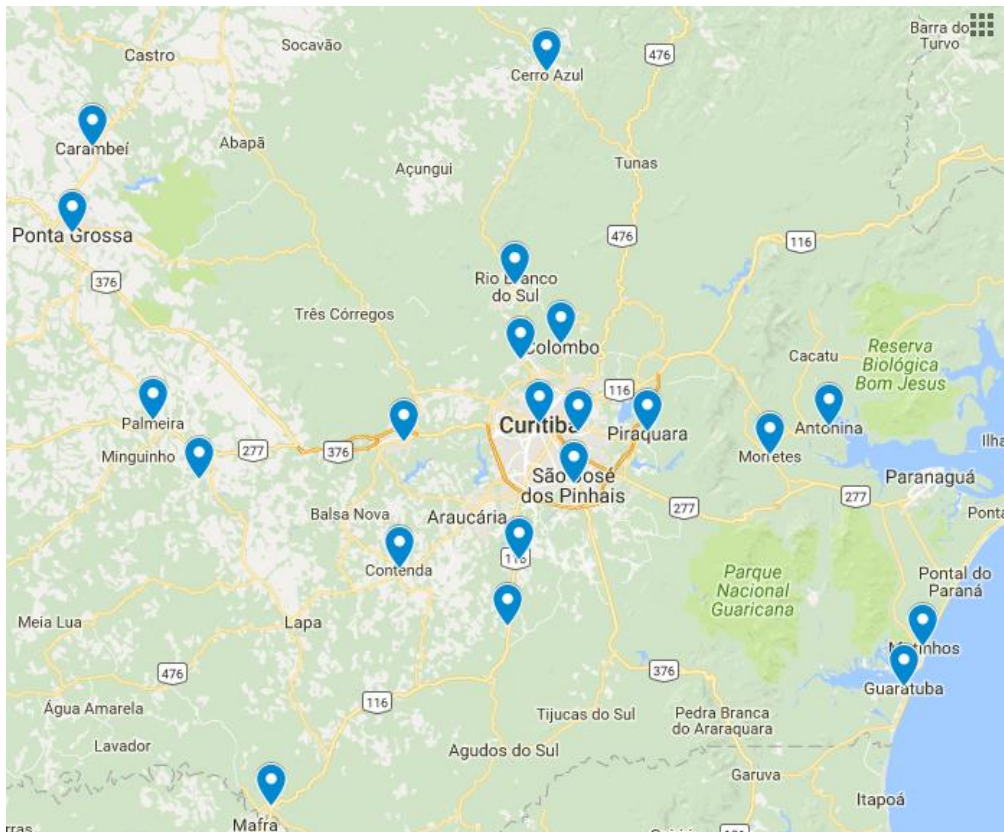 Socavão
476
Barra do
Turvo
Castro
Cerro Azul
Carambeí
Abapã
Açungui
Tunas
Ponta Grossa
476
116
376
Rio Branco
do Sul
Três Córregos
Colombo
Cacatu
Reserva
Biológica
Bom Jesus
116
Palmeira
Curitiba
Piraquara
Antonina
Minguinho
277
376
Morretes
Ilha
São José
dos Pinhais
Paranaguá
277
277
Balsa Nova
Araucária
Ponta
116
Contenda
Parque
Nacional
Guaricana
Pontal do
Paraná
Meia Lua
Lapa
Matinhos
476
376
Guaratuba
116
Água Amarela
Tijucas do Sul
Pedra Branca
do Araraquara
Lavador
Agudos do Sul
Garuva
Itapoá
Mafra